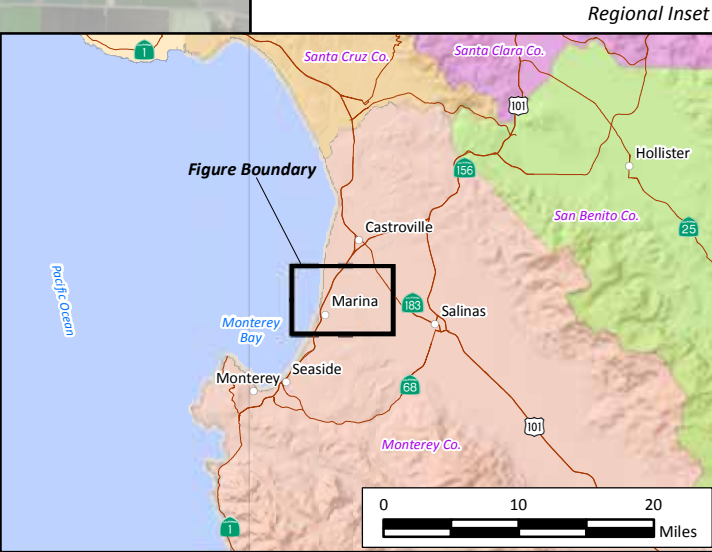 Regional Inset
1
Santa Cruz Co.
Santa Clara Co.
101
Hollister
Figure Boundary
156
San Benito Co.
Castroville
25
Pacific Ocean
Marina
183
Salinas
Monterey
Bay
Seaside
Monterey
68
101
Monterey Co.
0 10 20
Miles
1